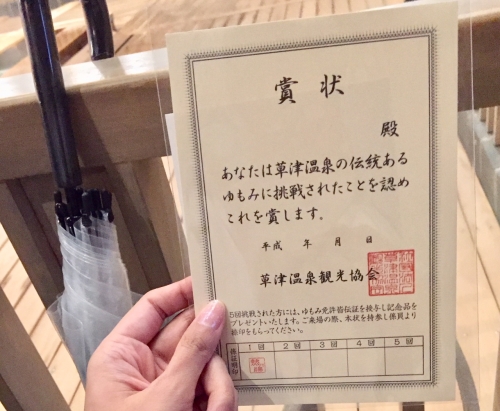 賞状
殿
あなたは草津温泉の伝統ある
ゆもみに挑戦されたことを認め
これを賞します。
平成 年 月 日
草津温泉観光協会
5回挑戦された方には、ゆもみ免許皆伝証を授与し記念品を
プレゼントいたします。ご来場の際、本状を持参し係員より
証印をもらってください。
1回 2回 3回 4回 5回